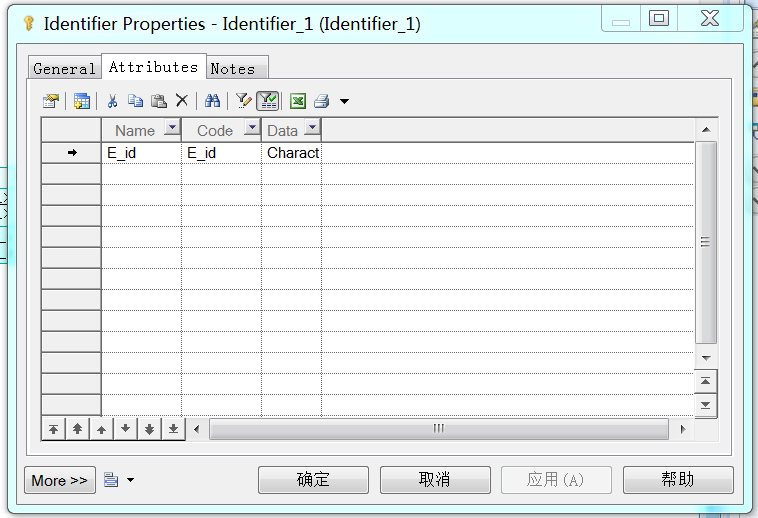 Identifier Properties - Identifier_1 (Identifier_1)
General Attributes Notes
Name Code Data
E_id E_id Charact
More >> 确定 取消 应用(A) 帮助